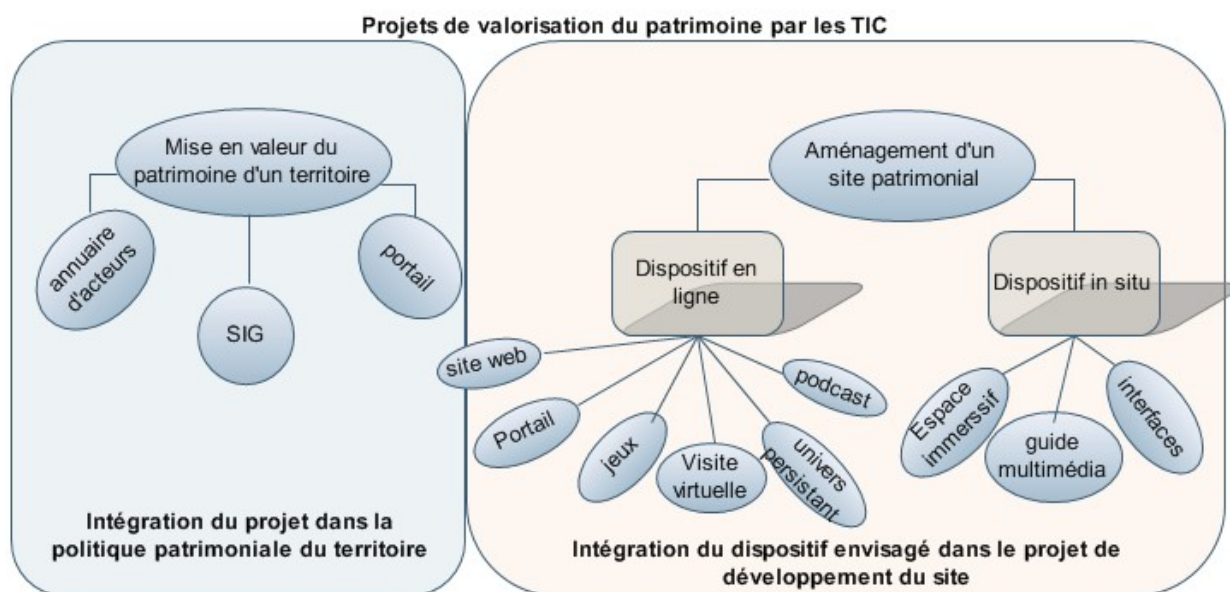 Projets de valorisation du patrimoine par les TIC
Mise en valeur du
patrimoine d'un territoire
annuaire
d'acteurs
SIG
portail
Intégration du projet dans la
politique patrimoniale du territoire
Aménagement d'un
site patrimonial
Dispositif en
ligne
Dispositif in situ
site web
Portail
jeux
Visite
virtuelle
univers
persistant
podcast
Espace
immerssif
guide
multimédia
interfaces
Intégration du dispositif envisagé dans le projet de
développement du site